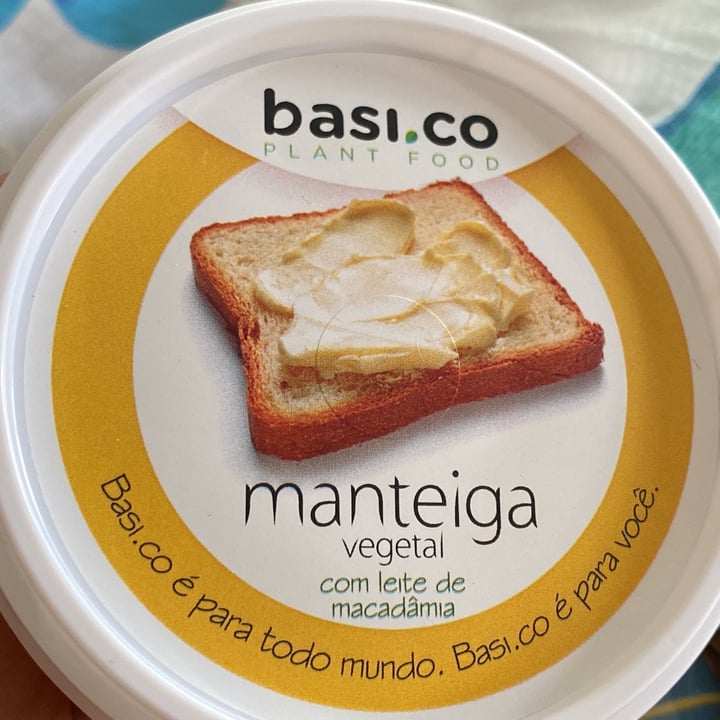 basi.co
PLANT FOOD
manteiga
vegetal
com leite de
macadâmia
Basi.co é para todo mundo. Basi.co é para você.